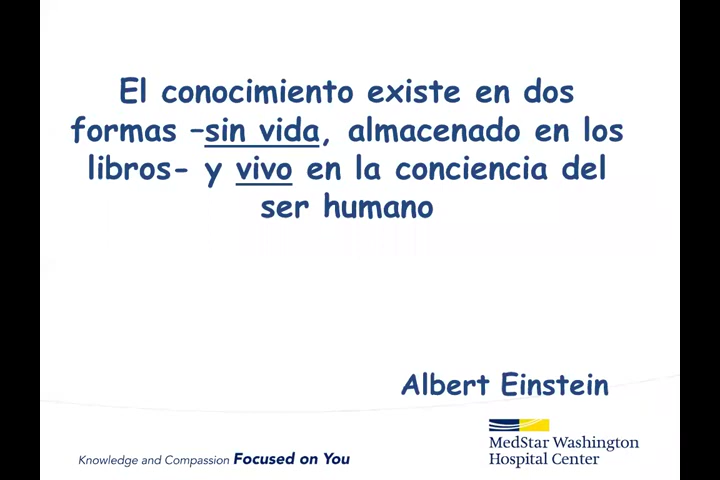 El conocimiento existe en dos
formas –sin vida, almacenado en los
libros- y vivo en la conciencia del
ser humano
Albert Einstein
MedStar Washington
Hospital Center
Knowledge and Compassion Focused on You